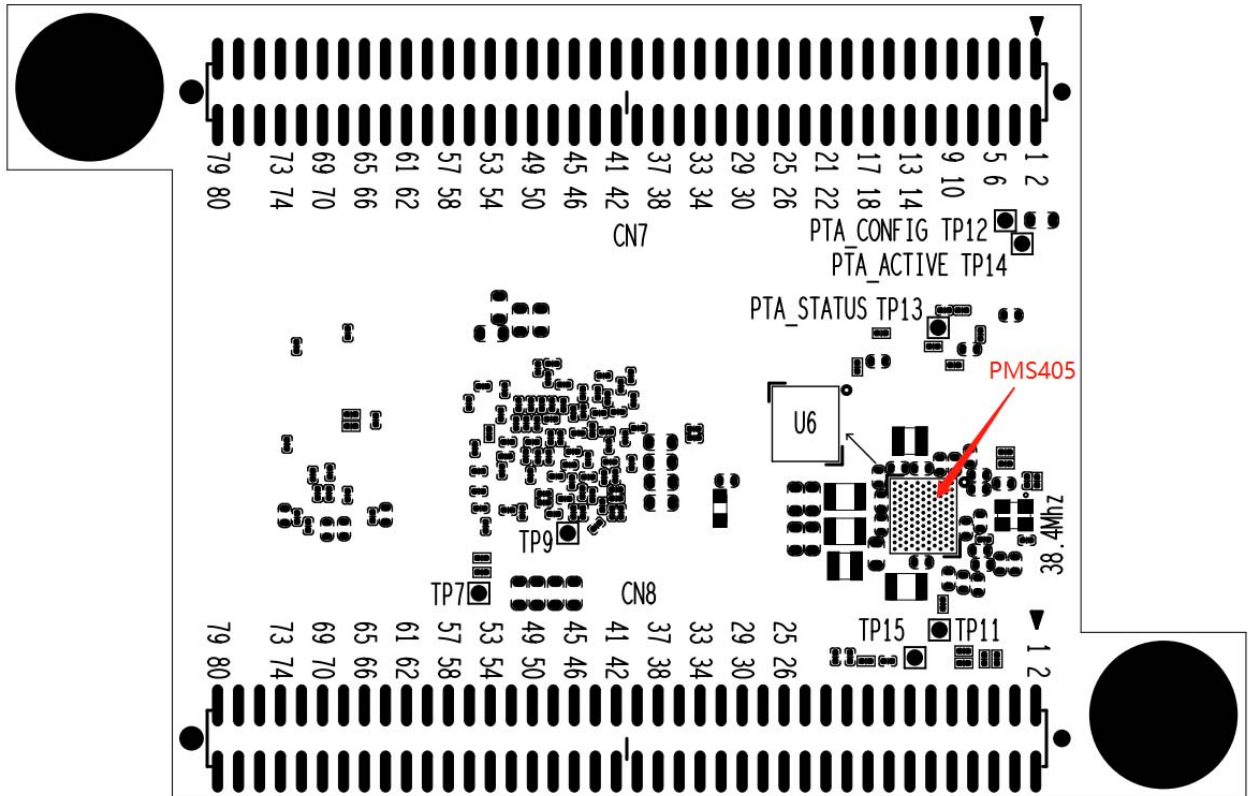 79 73 69 65 61 57 53 49 45 41 37 33 29 25 21 17 13 9 5 1
80 74 70 66 62 58 54 50 46 42 38 34 30 26 22 18 14 10 6 2
CN7
PTA_CONFIG TP12
PTA_ACTIVE TP14
PTA_STATUS TP13
PMS405
U6
38.4Mhz
TP9
TP7
CN8
TP15
TP11
79 73 69 65 61 57 53 49 45 41 37 33 29 25 1
80 74 70 66 62 58 54 50 46 42 38 34 30 26 2